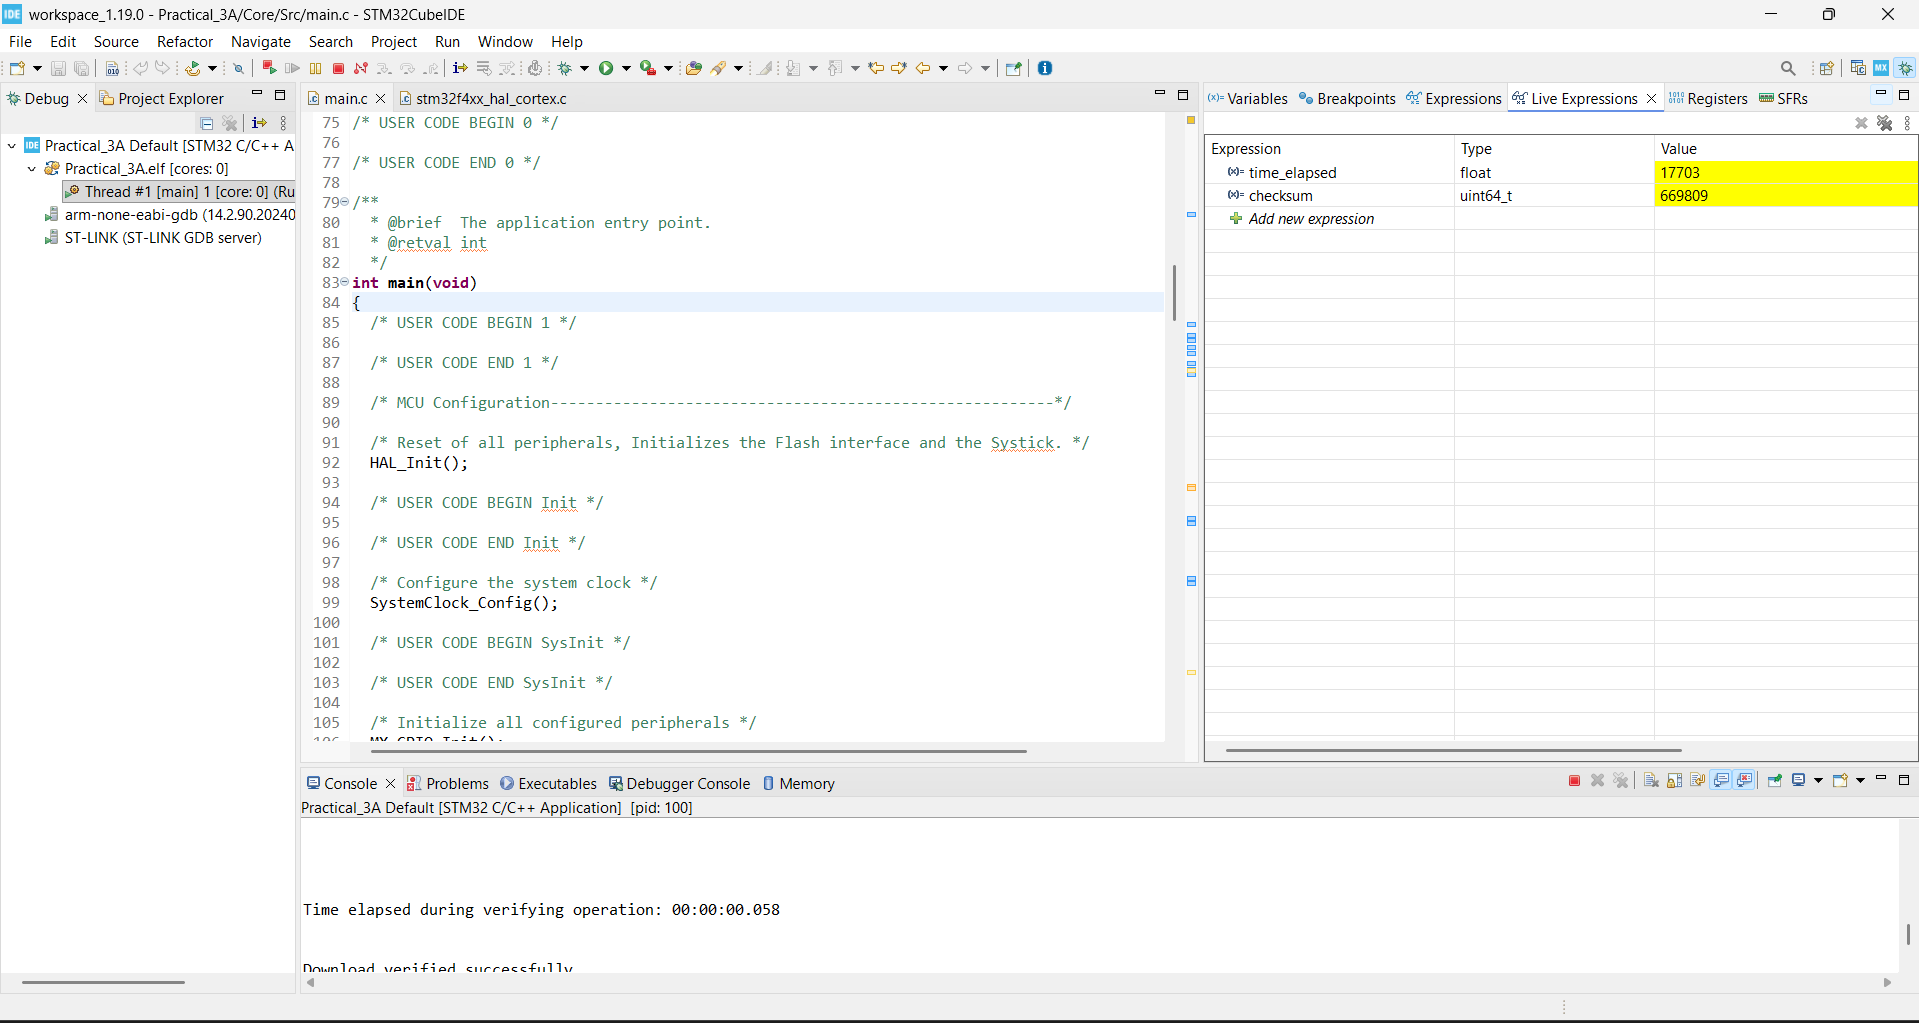 workspace_1.19.0 - Practical_3A/Core/Src/main.c - STM32CubeIDE
File Edit Source Refactor Navigate Search Project Run Window Help
Debug Project Explorer
Practical_3A Default [STM32 C/C++ A
Practical_3A.elf [cores: 0]
Thread #1 [main] 1 [core: 0] (Ru
arm-none-eabi-gdb (14.2.90.20240
ST-LINK (ST-LINK GDB server)
main.c stm32f4xx_hal_cortex.c
75 /* USER CODE BEGIN 0 */
76
77 /* USER CODE END 0 */
78
79 /**
80 * @brief The application entry point.
81 * @retval int
82 */
83 int main(void)
84 {
85 /* USER CODE BEGIN 1 */
86
87 /* USER CODE END 1 */
88
89 /* MCU Configuration--------------------------------------------------------*/
90
91 /* Reset of all peripherals, Initializes the Flash interface and the Systick. */
92 HAL_Init();
93
94 /* USER CODE BEGIN Init */
95
96 /* USER CODE END Init */
97
98 /* Configure the system clock */
99 SystemClock_Config();
100
101 /* USER CODE BEGIN SysInit */
102
103 /* USER CODE END SysInit */
104
105 /* Initialize all configured peripherals */
106 MX_GPIO_Init();
Variables Breakpoints Expressions Live Expressions Registers SFRs
Expression Type Value
time_elapsed float 17703
checksum uint64_t 669809
Add new expression
Console Problems Executables Debugger Console Memory
Practical_3A Default [STM32 C/C++ Application] [pid: 100]
Time elapsed during verifying operation: 00:00:00.058
Download verified successfully